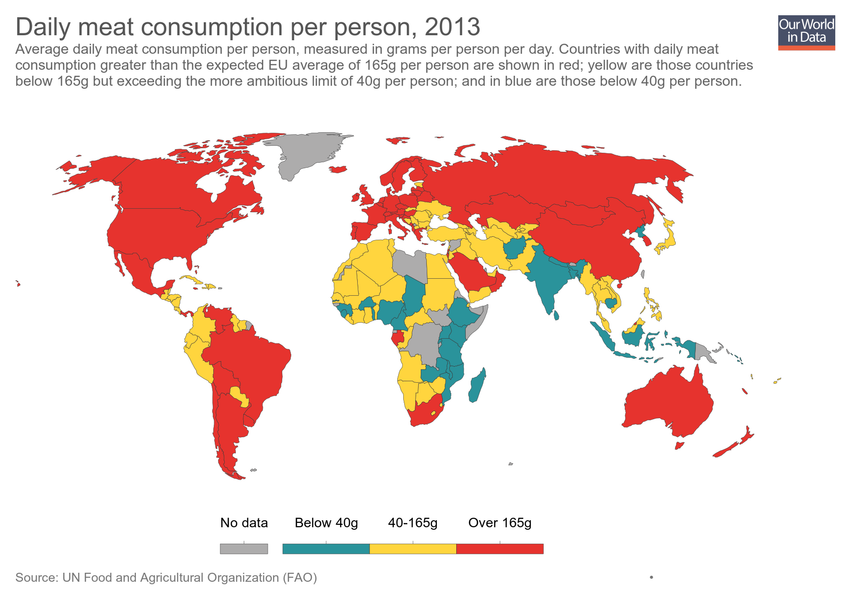 Daily meat consumption per person, 2013
Our World
in Data
Average daily meat consumption per person, measured in grams per person per day. Countries with daily meat
consumption greater than the expected EU average of 165g per person are shown in red; yellow are those countries
below 165g but exceeding the more ambitious limit of 40g per person; and in blue are those below 40g per person.
No data
Below 40g
40-165g
Over 165g
Source: UN Food and Agricultural Organization (FAO)